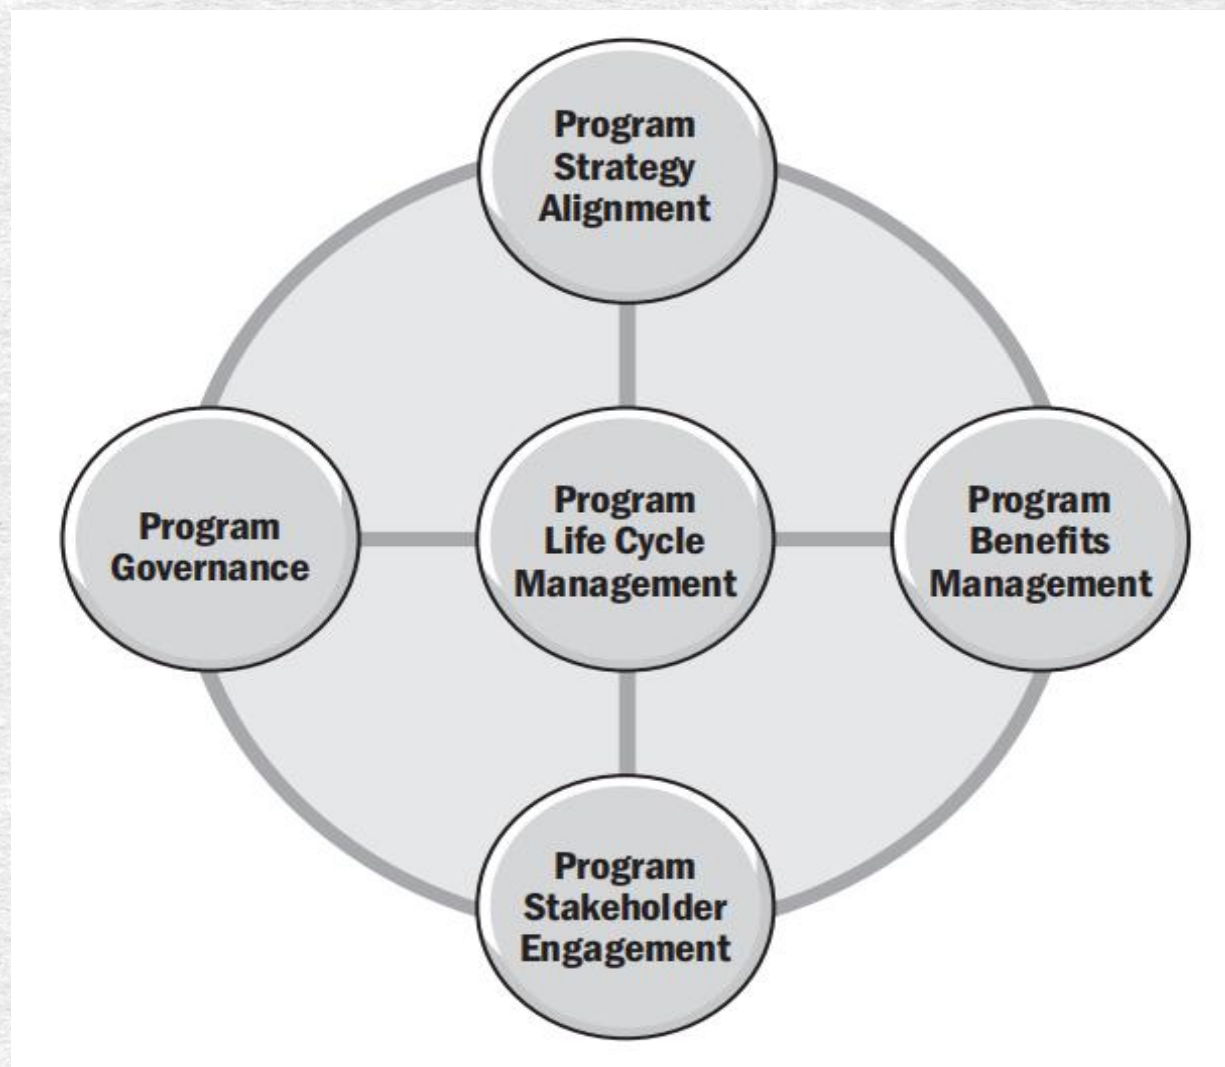 Program
Strategy
Alignment
Program
Governance
Program
Life Cycle
Management
Program
Benefits
Management
Program
Stakeholder
Engagement